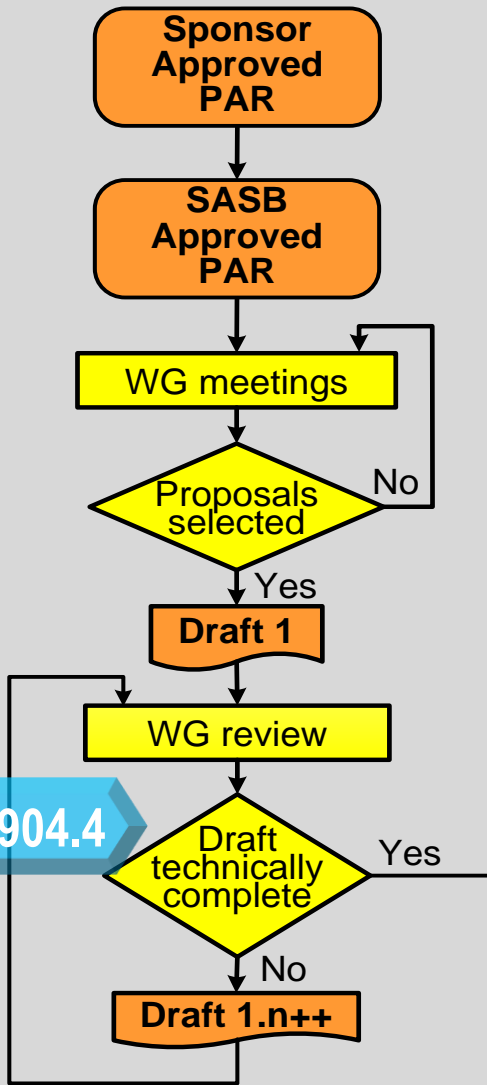 Sponsor
Approved
PAR
SASB
Approved
PAR
WG meetings
Proposals
selected
No
Yes
Draft 1
WG review
904.4
Draft
technically
complete
Yes
No
Draft 1.n++